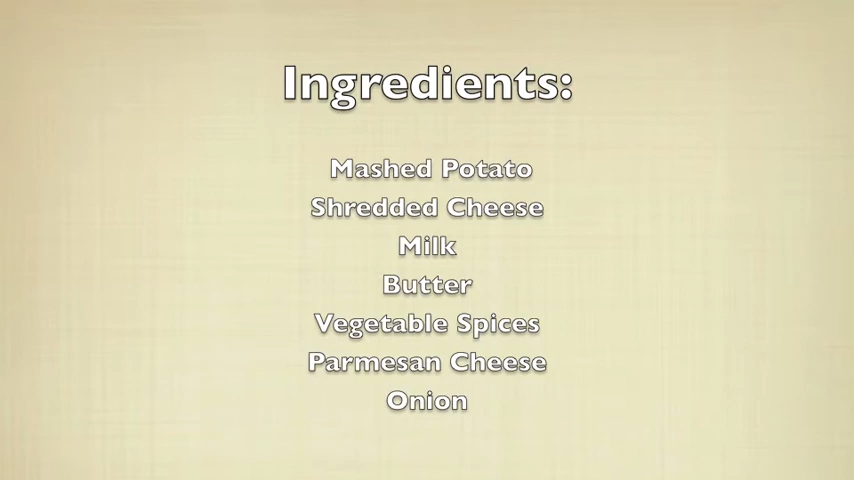 Ingredients:
Mashed Potato
Shredded Cheese
Milk
Butter
Vegetable Spices
Parmesan Cheese
Onion